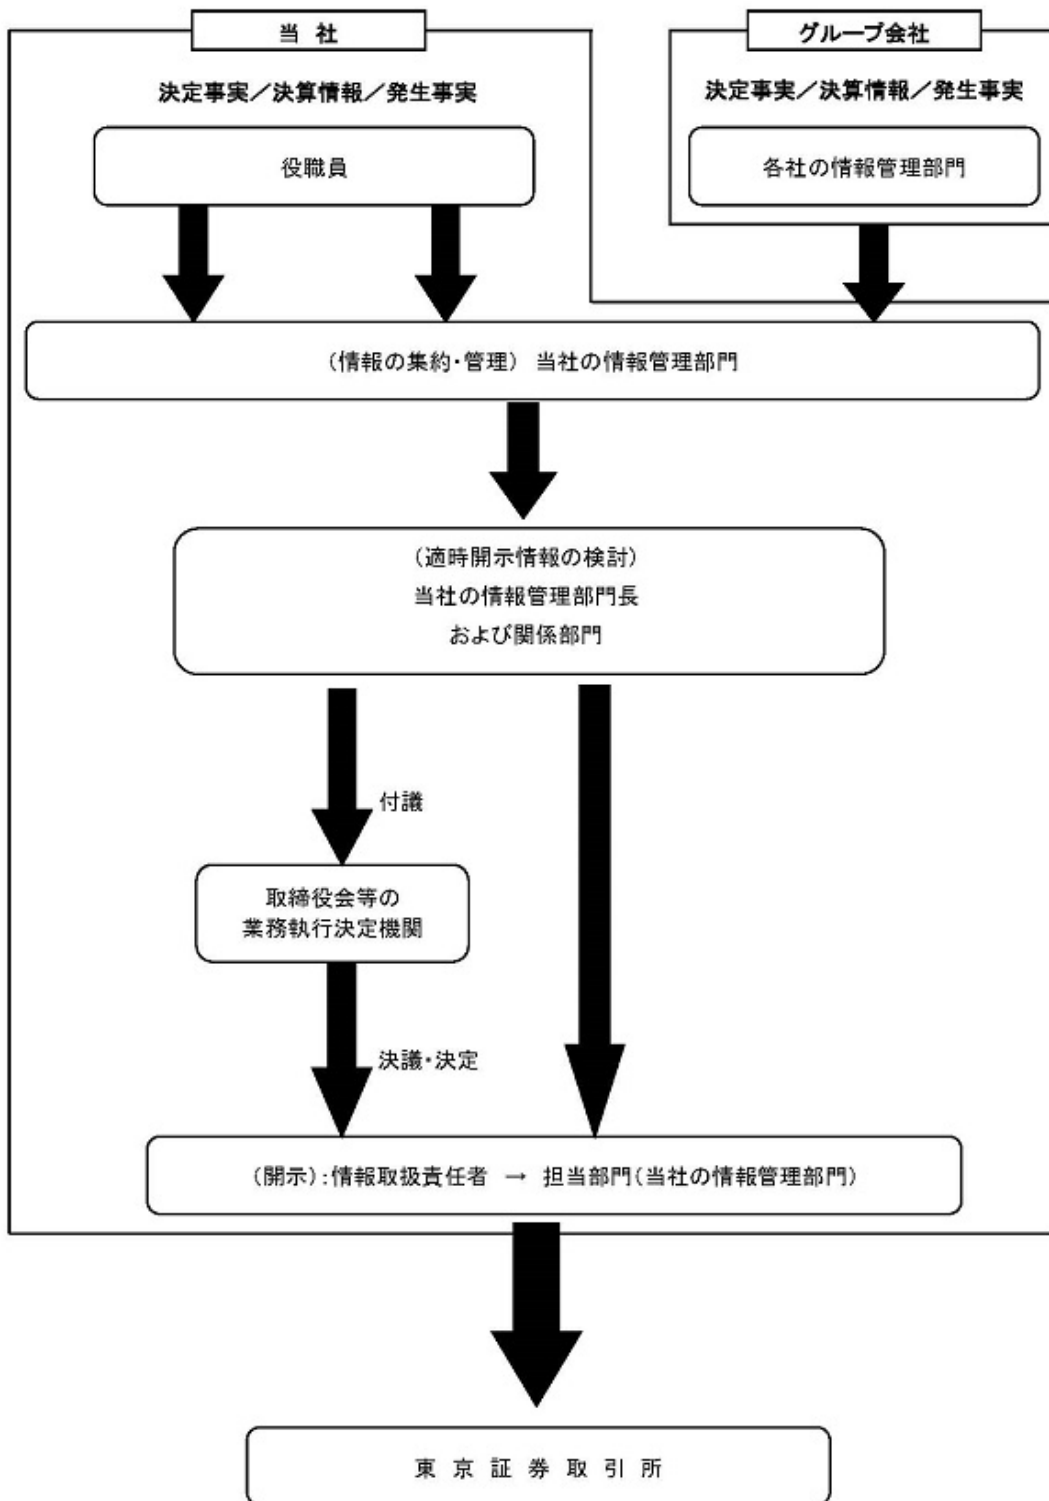 当 社
グループ会社
決定事実／決算情報／発生事実
決定事実／決算情報／発生事実
役職員
各社の情報管理部門
（情報の集約・管理） 当社の情報管理部門
（適時開示情報の検討）
当社の情報管理部門長
および関係部門
付議
取締役会等の
業務執行決定機関
決議・決定
（開示）：情報取扱責任者 → 担当部門（当社の情報管理部門）
東 京 証 券 取 引 所